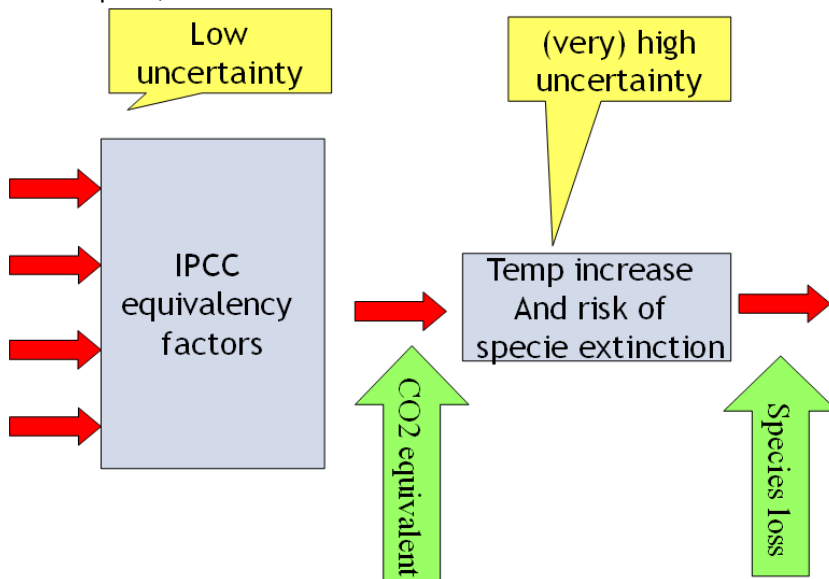 Low
uncertainty
(very) high
uncertainty
IPCC
equivalency
factors
Temp increase
And risk of
specie extinction
CO2 equivalent
Species loss